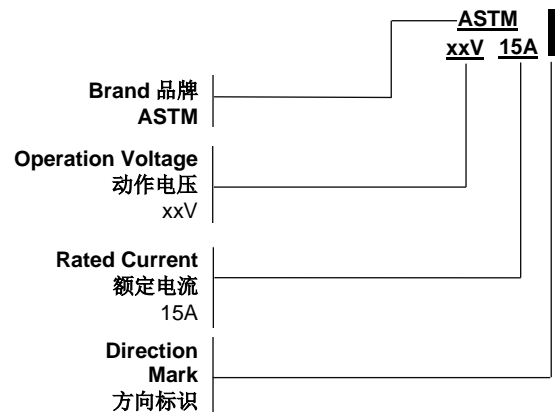 ASTM
xxV 15A
Brand 品牌
ASTM
Operation Voltage
动作电压
xxV
Rated Current
额定电流
15A
Direction
Mark
方向标识